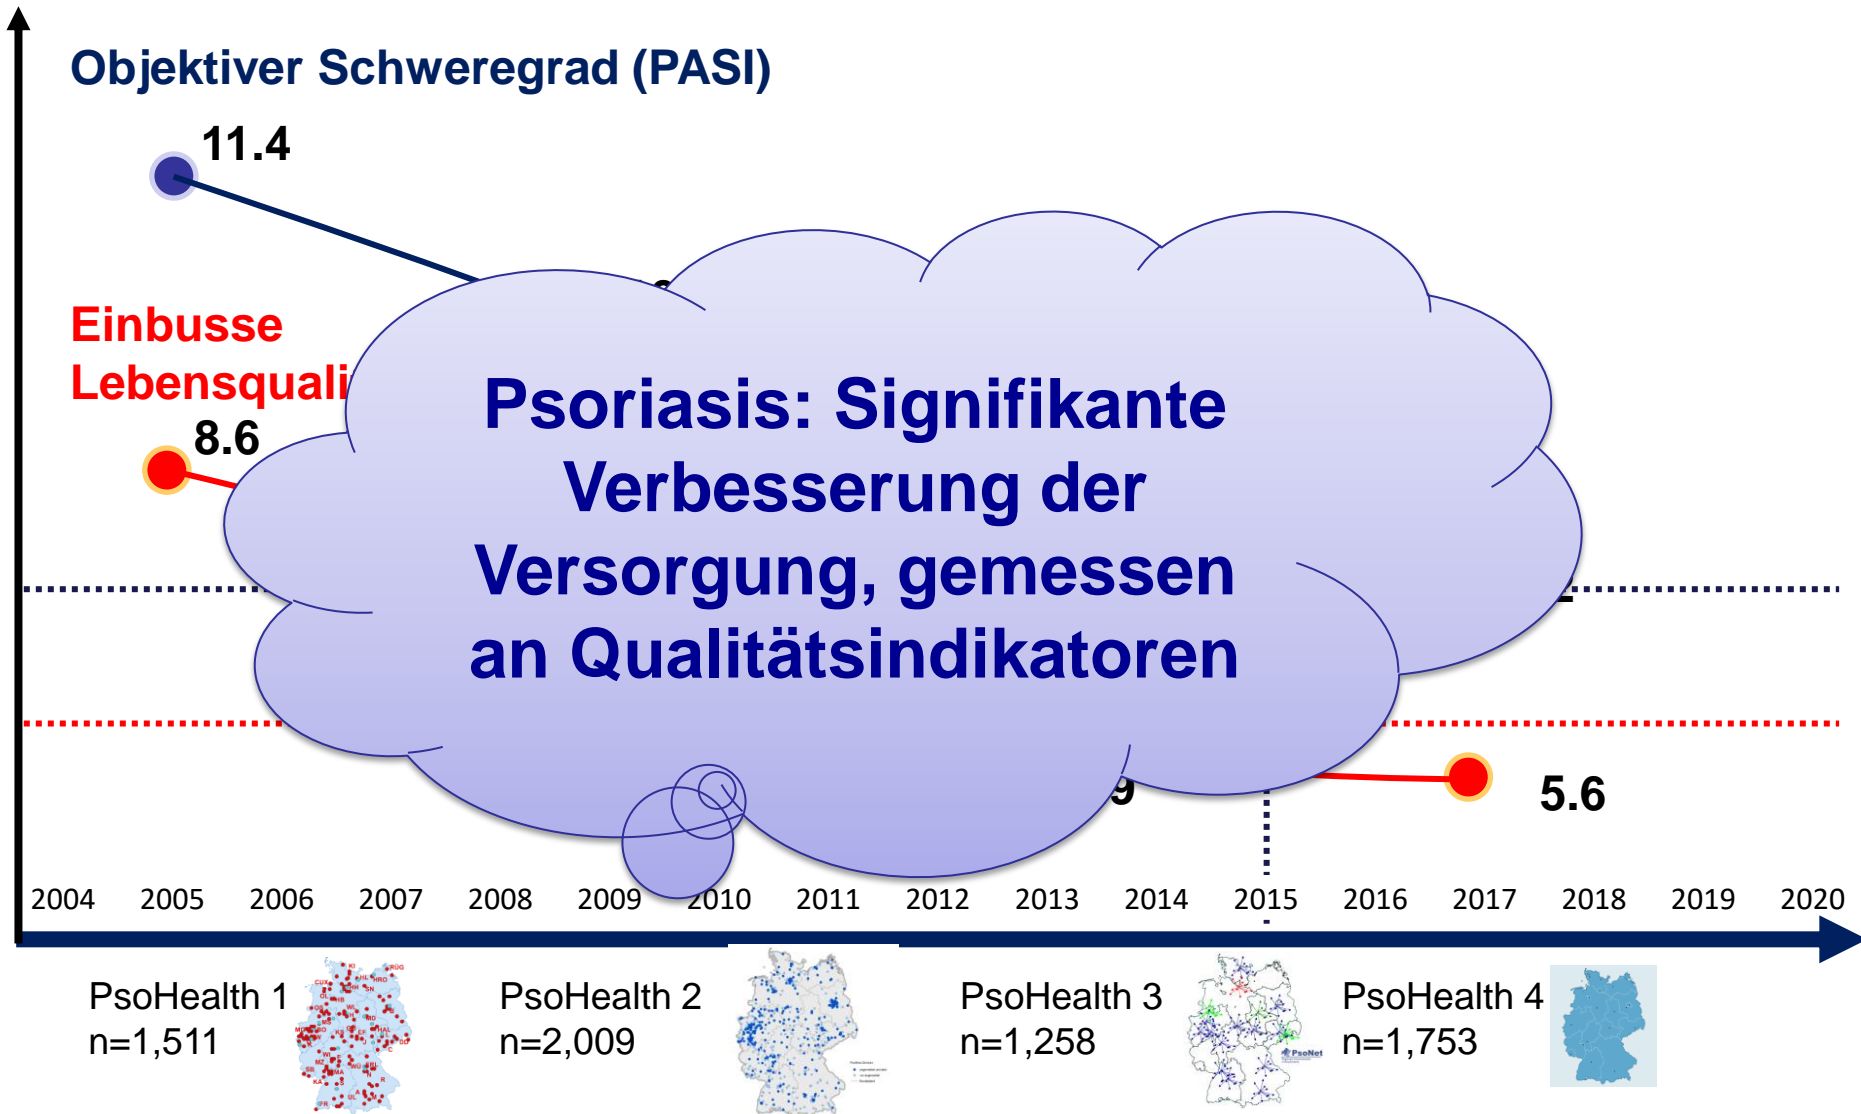 Objektiver Schweregrad (PASI)
11.4
Einbusse
Lebensquali
8.6
Psoriasis: Signifikante
Verbesserung der
Versorgung, gemessen
an Qualitätsindikatoren
9
5.6
2004 2005 2006 2007 2008 2009 2010 2011 2012 2013 2014 2015 2016 2017 2018 2019 2020
PsoHealth 1
n=1,511
PsoHealth 2
n=2,009
PsoHealth 3
n=1,258
PsoNet
PsoHealth 4
n=1,753